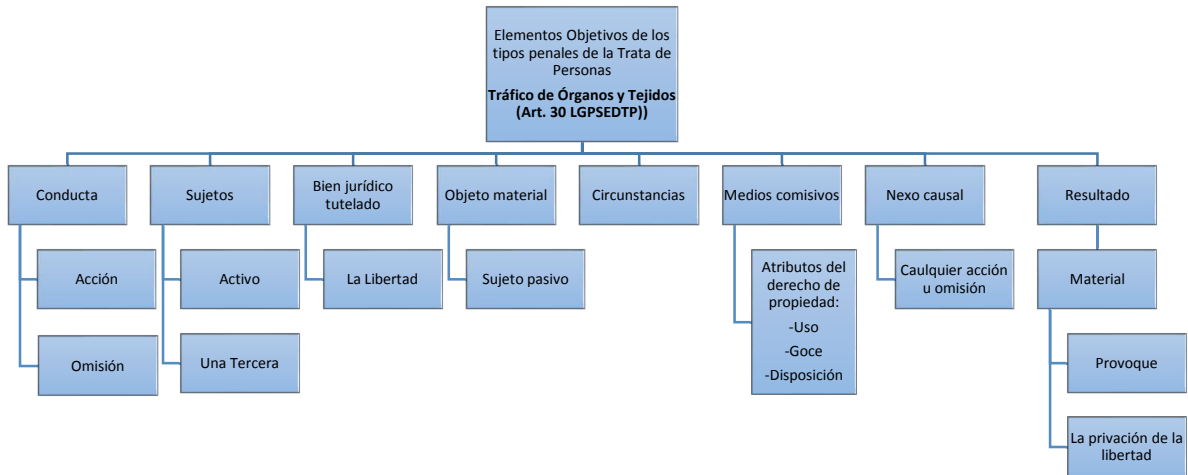 Elementos Objetivos de los
tipos penales de la Trata de
Personas
Tráfico de Órganos y Tejidos
(Art. 30 LGPSEDTP))
Conducta
Sujetos
Bien jurídico
tutelado
Objeto material
Circunstancias
Medios comisivos
Nexo causal
Resultado
Acción
Activo
La Libertad
Sujeto pasivo
Atributos del
derecho de
propiedad:
-Uso
-Goce
-Disposición
Caulquier acción
u omisión
Material
Omisión
Una Tercera
Provoque
La privación de la
libertad